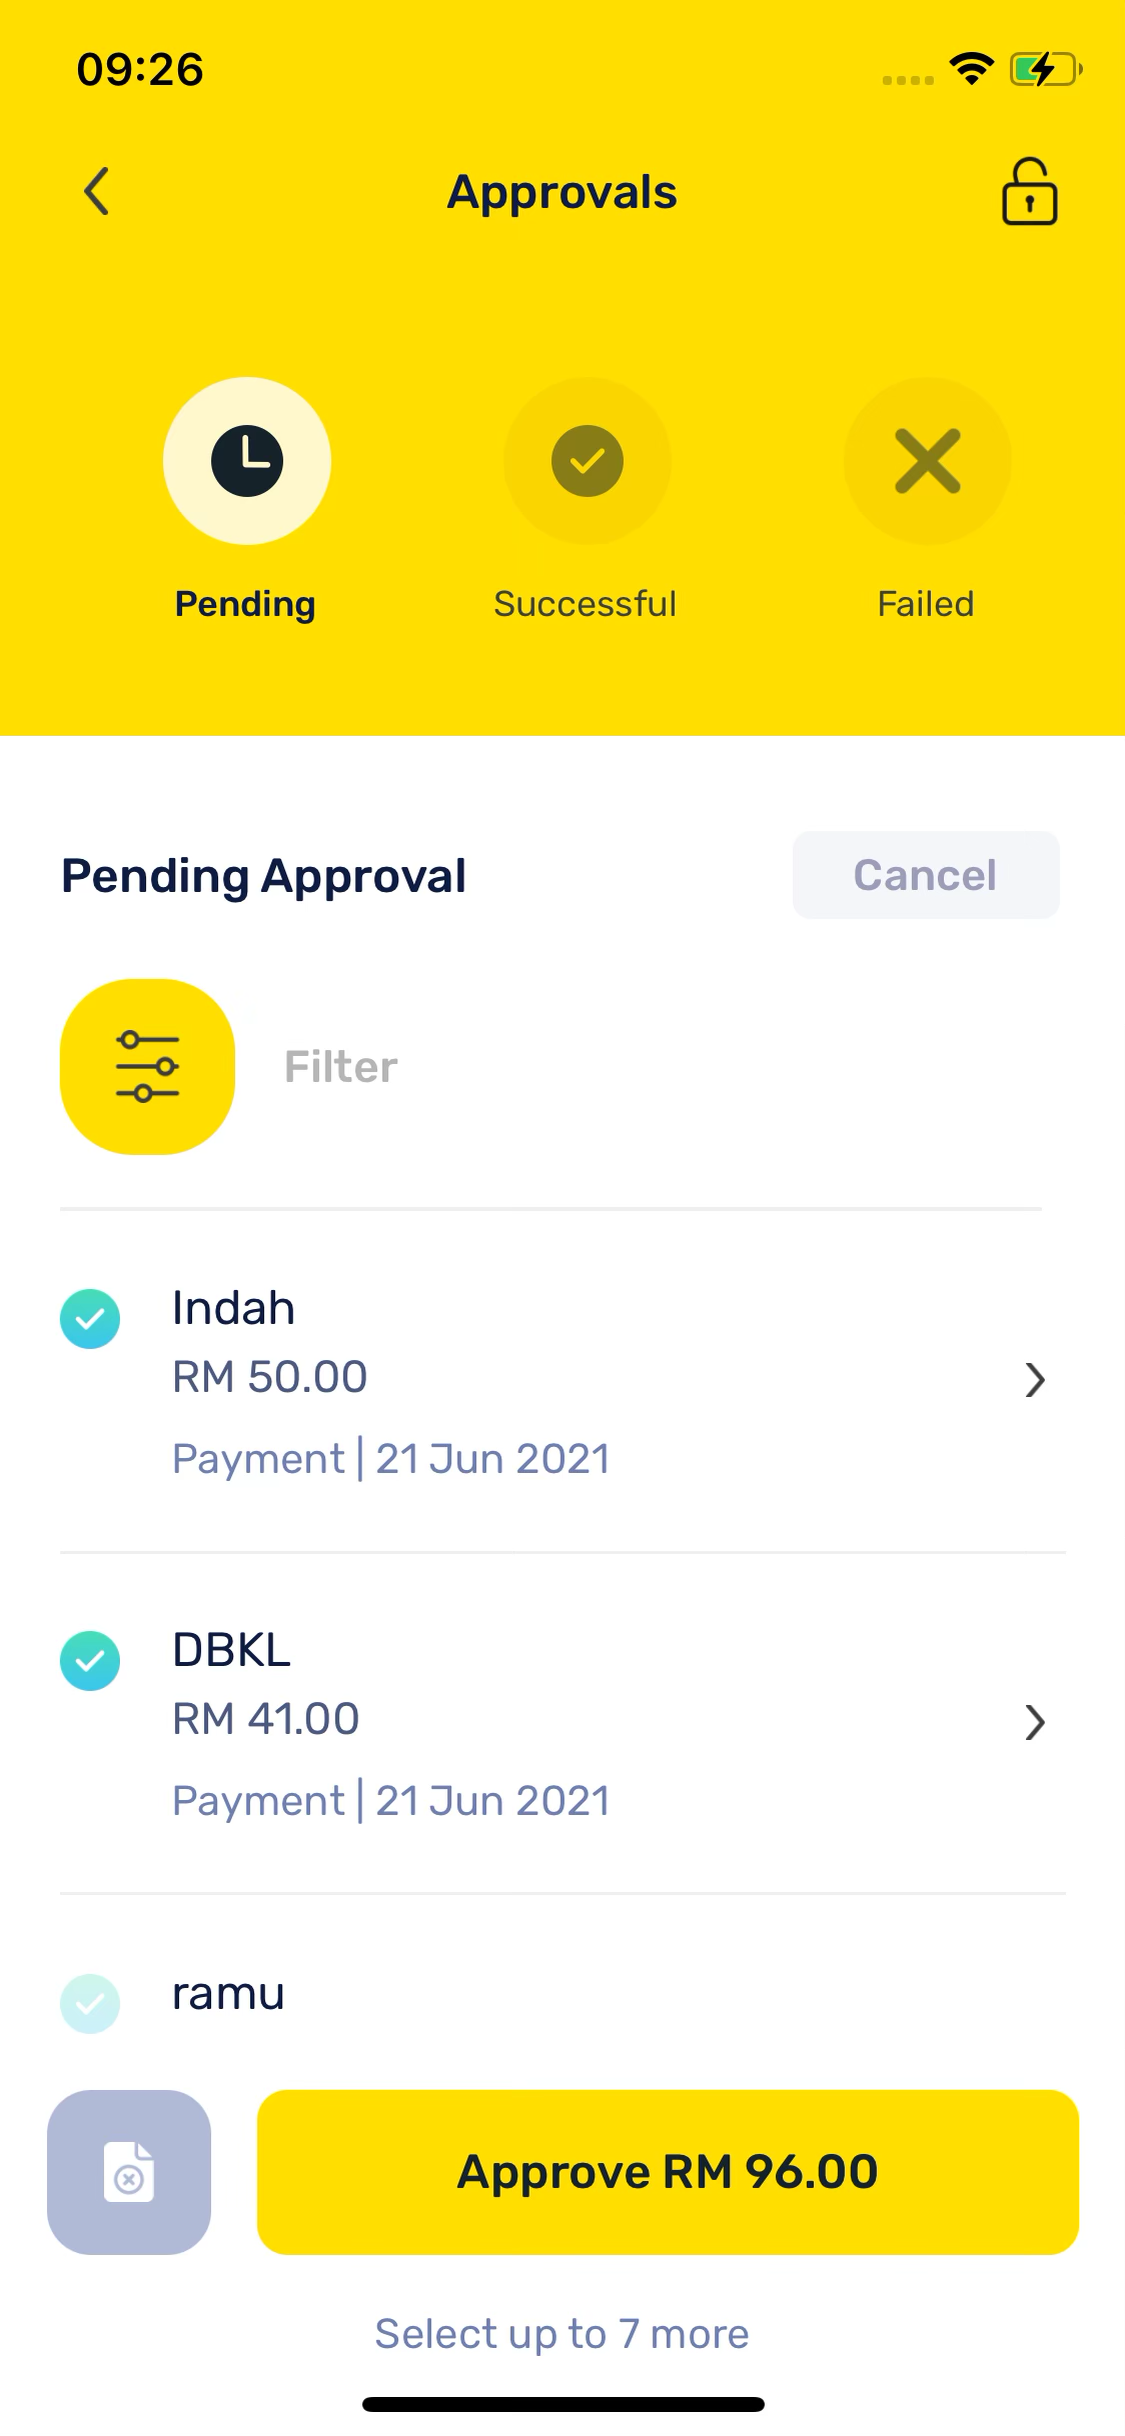 09:26
Approvals
Pending
Successful
Failed
Pending Approval
Cancel
Filter
Indah
RM 50.00
Payment | 21 Jun 2021
DBKL
RM 41.00
Payment | 21 Jun 2021
ramu
Approve RM 96.00
Select up to 7 more